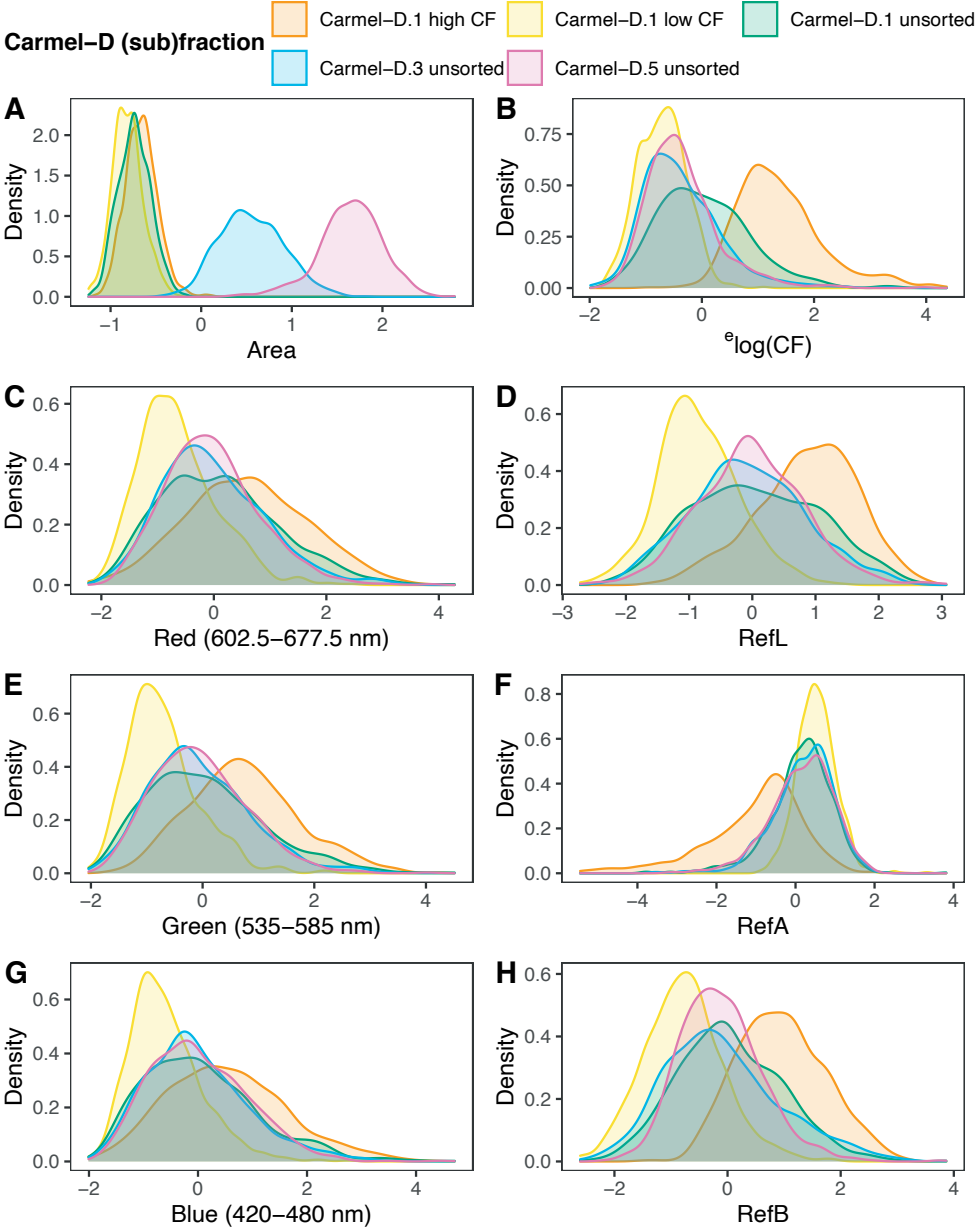 Carmel−D (sub)fraction
Carmel−D.1 high CF
Carmel−D.1 low CF
Carmel−D.1 unsorted
Carmel−D.3 unsorted
Carmel−D.5 unsorted
A
Density
2.0
1.5
1.0
0.5
0.0
−1 0 1 2
Area
B
Density
0.75
0.50
0.25
0.00
−2 0 2 4
elog(CF)
C
Density
0.6
0.4
0.2
0.0
−2 0 2 4
Red (602.5−677.5 nm)
D
Density
0.6
0.4
0.2
0.0
−3 −2 −1 0 1 2 3
RefL
E
Density
0.6
0.4
0.2
0.0
−2 0 2 4
Green (535−585 nm)
F
Density
0.8
0.6
0.4
0.2
0.0
−4 −2 0 2 4
RefA
G
Density
0.6
0.4
0.2
0.0
−2 0 2 4
Blue (420−480 nm)
H
Density
0.6
0.4
0.2
0.0
−2 0 2 4
RefB